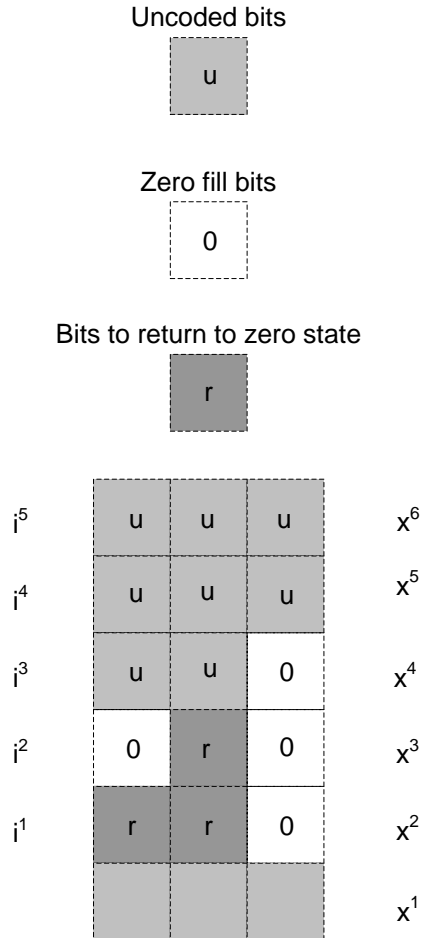 Uncoded bits
u
Zero fill bits
0
Bits to return to zero state
r
i⁵ u u u x⁶
i⁴ u u u x⁵
i³ u u 0 x⁴
i² 0 r 0 x³
i¹ r r 0 x²
x¹